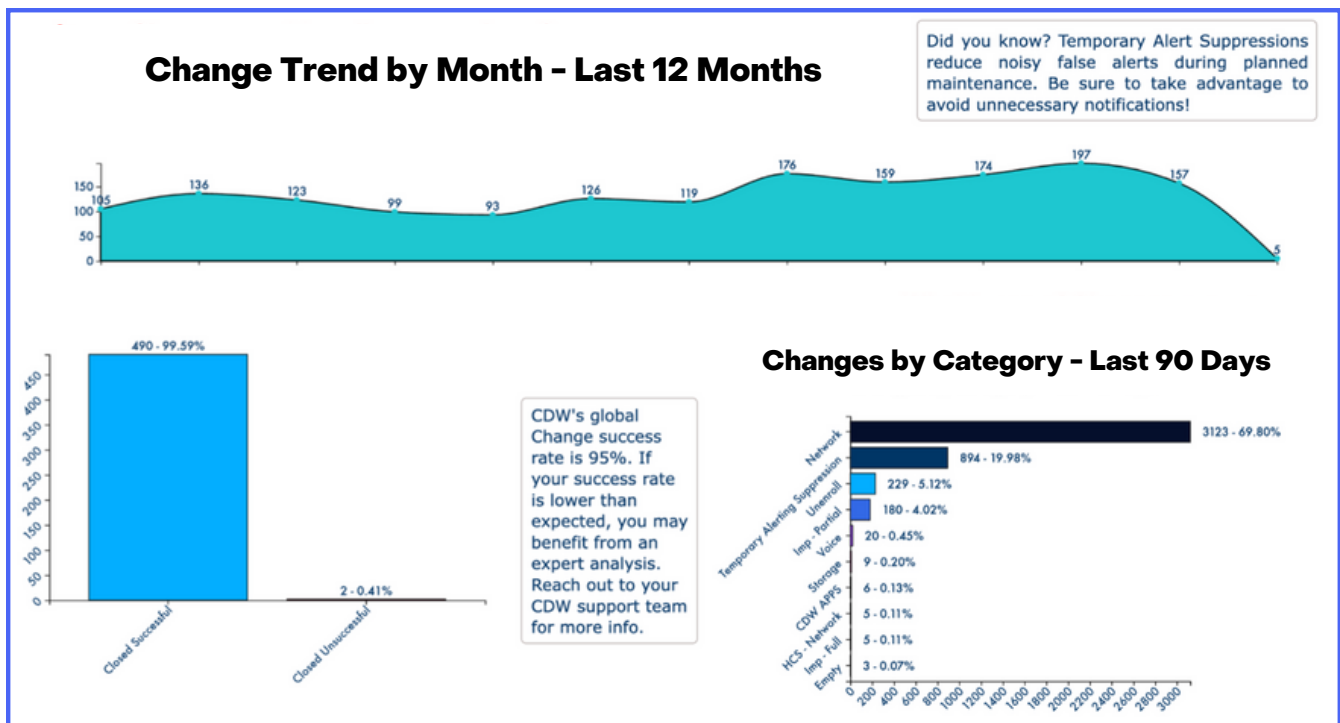 Change Trend by Month - Last 12 Months
Did you know? Temporary Alert Suppressions
reduce noisy false alerts during planned
maintenance. Be sure to take advantage to
avoid unnecessary notifications!
150
100
50
0
105
136
123
99
93
126
119
176
159
174
197
157
5
490 - 99.59%
2 - 0.41%
450
400
350
300
250
200
150
100
50
0
Closed Successful
Closed Unsuccessful
CDW's global
Change success
rate is 95%. If
your success rate
is lower than
expected, you may
benefit from an
expert analysis.
Reach out to your
CDW support team
for more info.
Changes by Category - Last 90 Days
Network
3123 - 69.80%
Temporary Alerting Suppression
894 - 19.98%
Unenroll
229 - 5.12%
Imp - Partial
180 - 4.02%
Voice
20 - 0.45%
Storage
9 - 0.20%
CDW APPS
6 - 0.13%
HCS - Network
5 - 0.11%
Imp - Full
5 - 0.11%
Empty
3 - 0.07%
0
200
400
600
800
1000
1200
1400
1600
1800
2000
2200
2400
2600
2800
3000